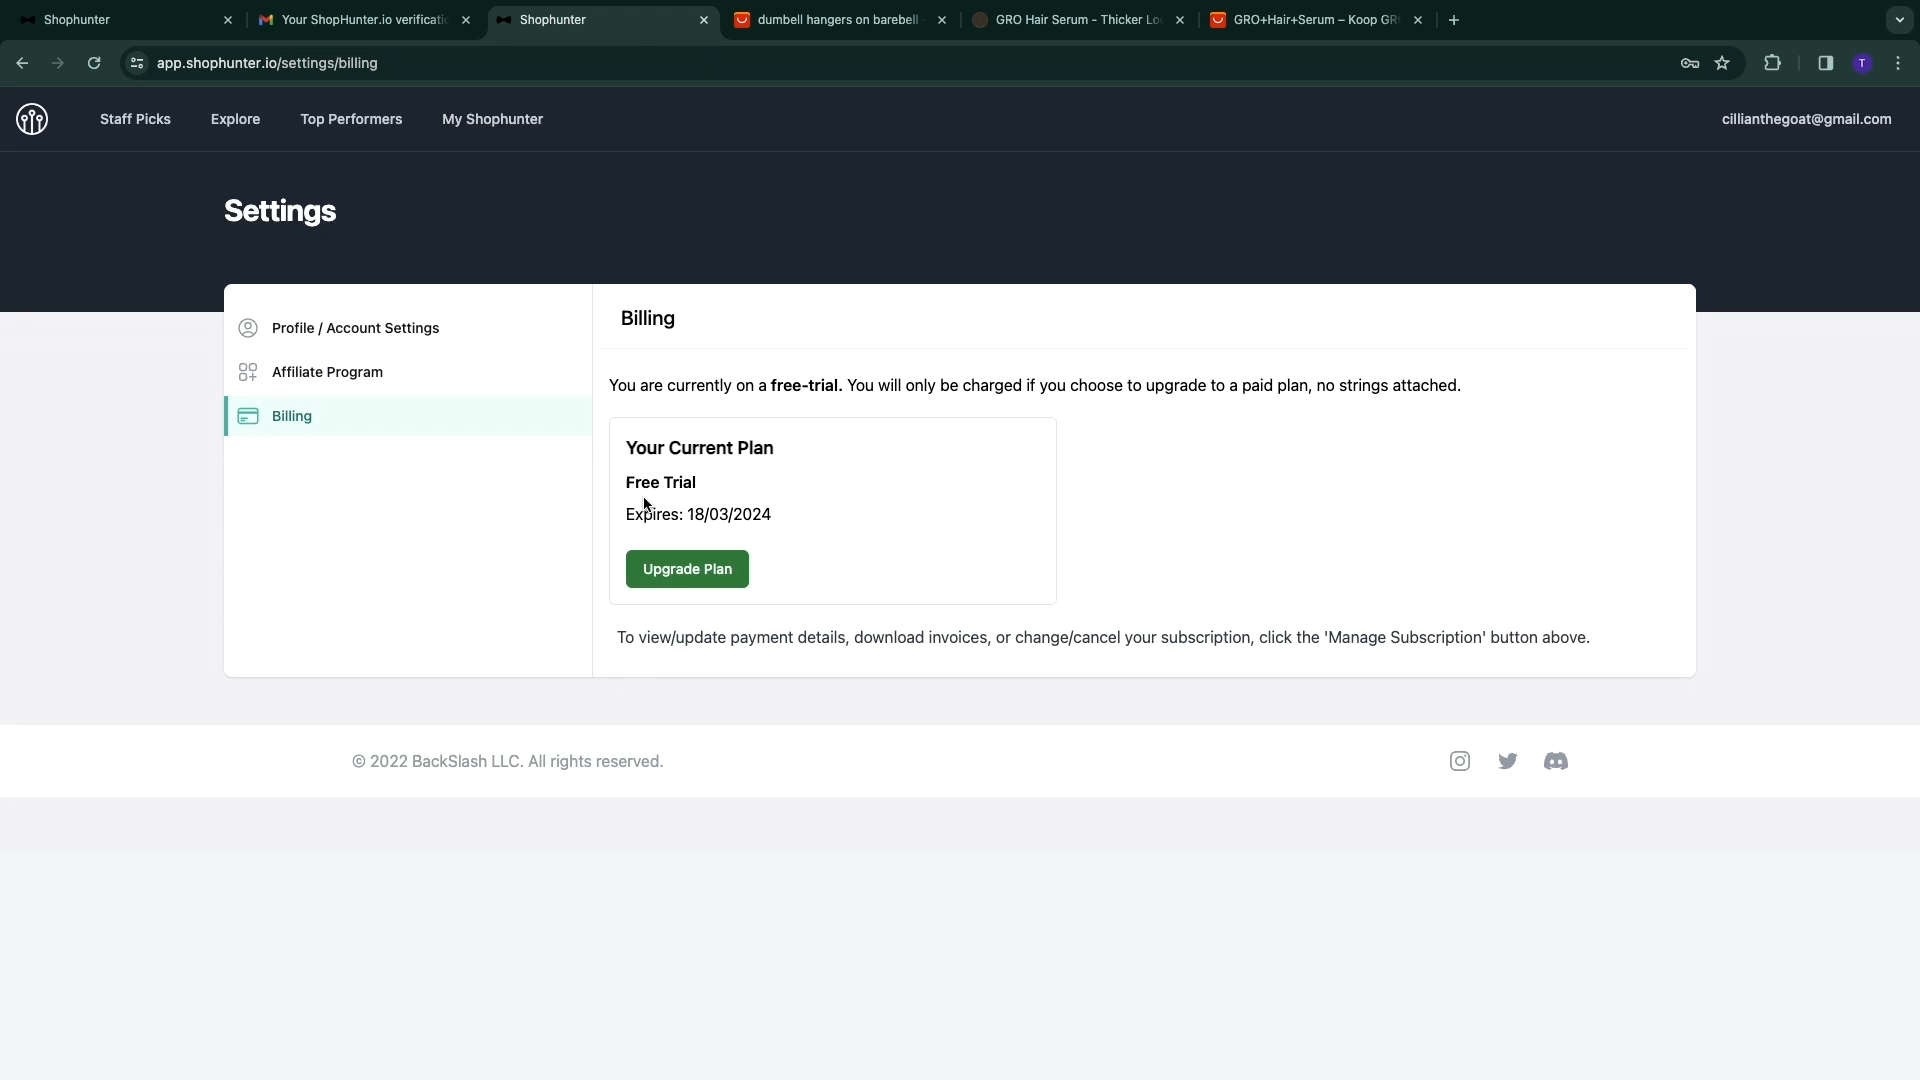 Shophunter
Your ShopHunter.io verificati
Shophunter
dumbell hangers on barebell
GRO Hair Serum - Thicker Lo
GRO+Hair+Serum – Koop GR
app.shophunter.io/settings/billing
T
Staff Picks
Explore
Top Performers
My Shophunter
cillianthegoat@gmail.com
Settings
Profile / Account Settings
Affiliate Program
Billing
Billing
You are currently on a free-trial. You will only be charged if you choose to upgrade to a paid plan, no strings attached.
Your Current Plan
Free Trial
Expires: 18/03/2024
Upgrade Plan
To view/update payment details, download invoices, or change/cancel your subscription, click the 'Manage Subscription' button above.
© 2022 BackSlash LLC. All rights reserved.